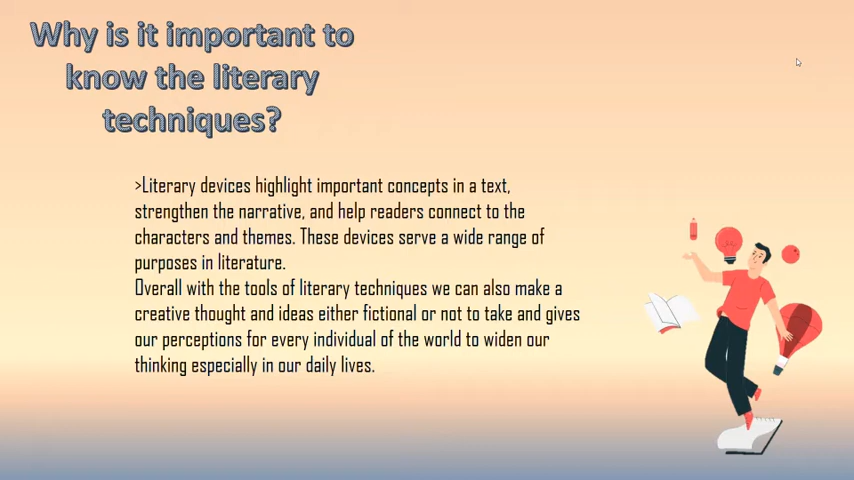 Why is it important to
know the literary
techniques?
>Literary devices highlight important concepts in a text,
strengthen the narrative, and help readers connect to the
characters and themes. These devices serve a wide range of
purposes in literature.
Overall with the tools of literary techniques we can also make a
creative thought and ideas either fictional or not to take and gives
our perceptions for every individual of the world to widen our
thinking especially in our daily lives.